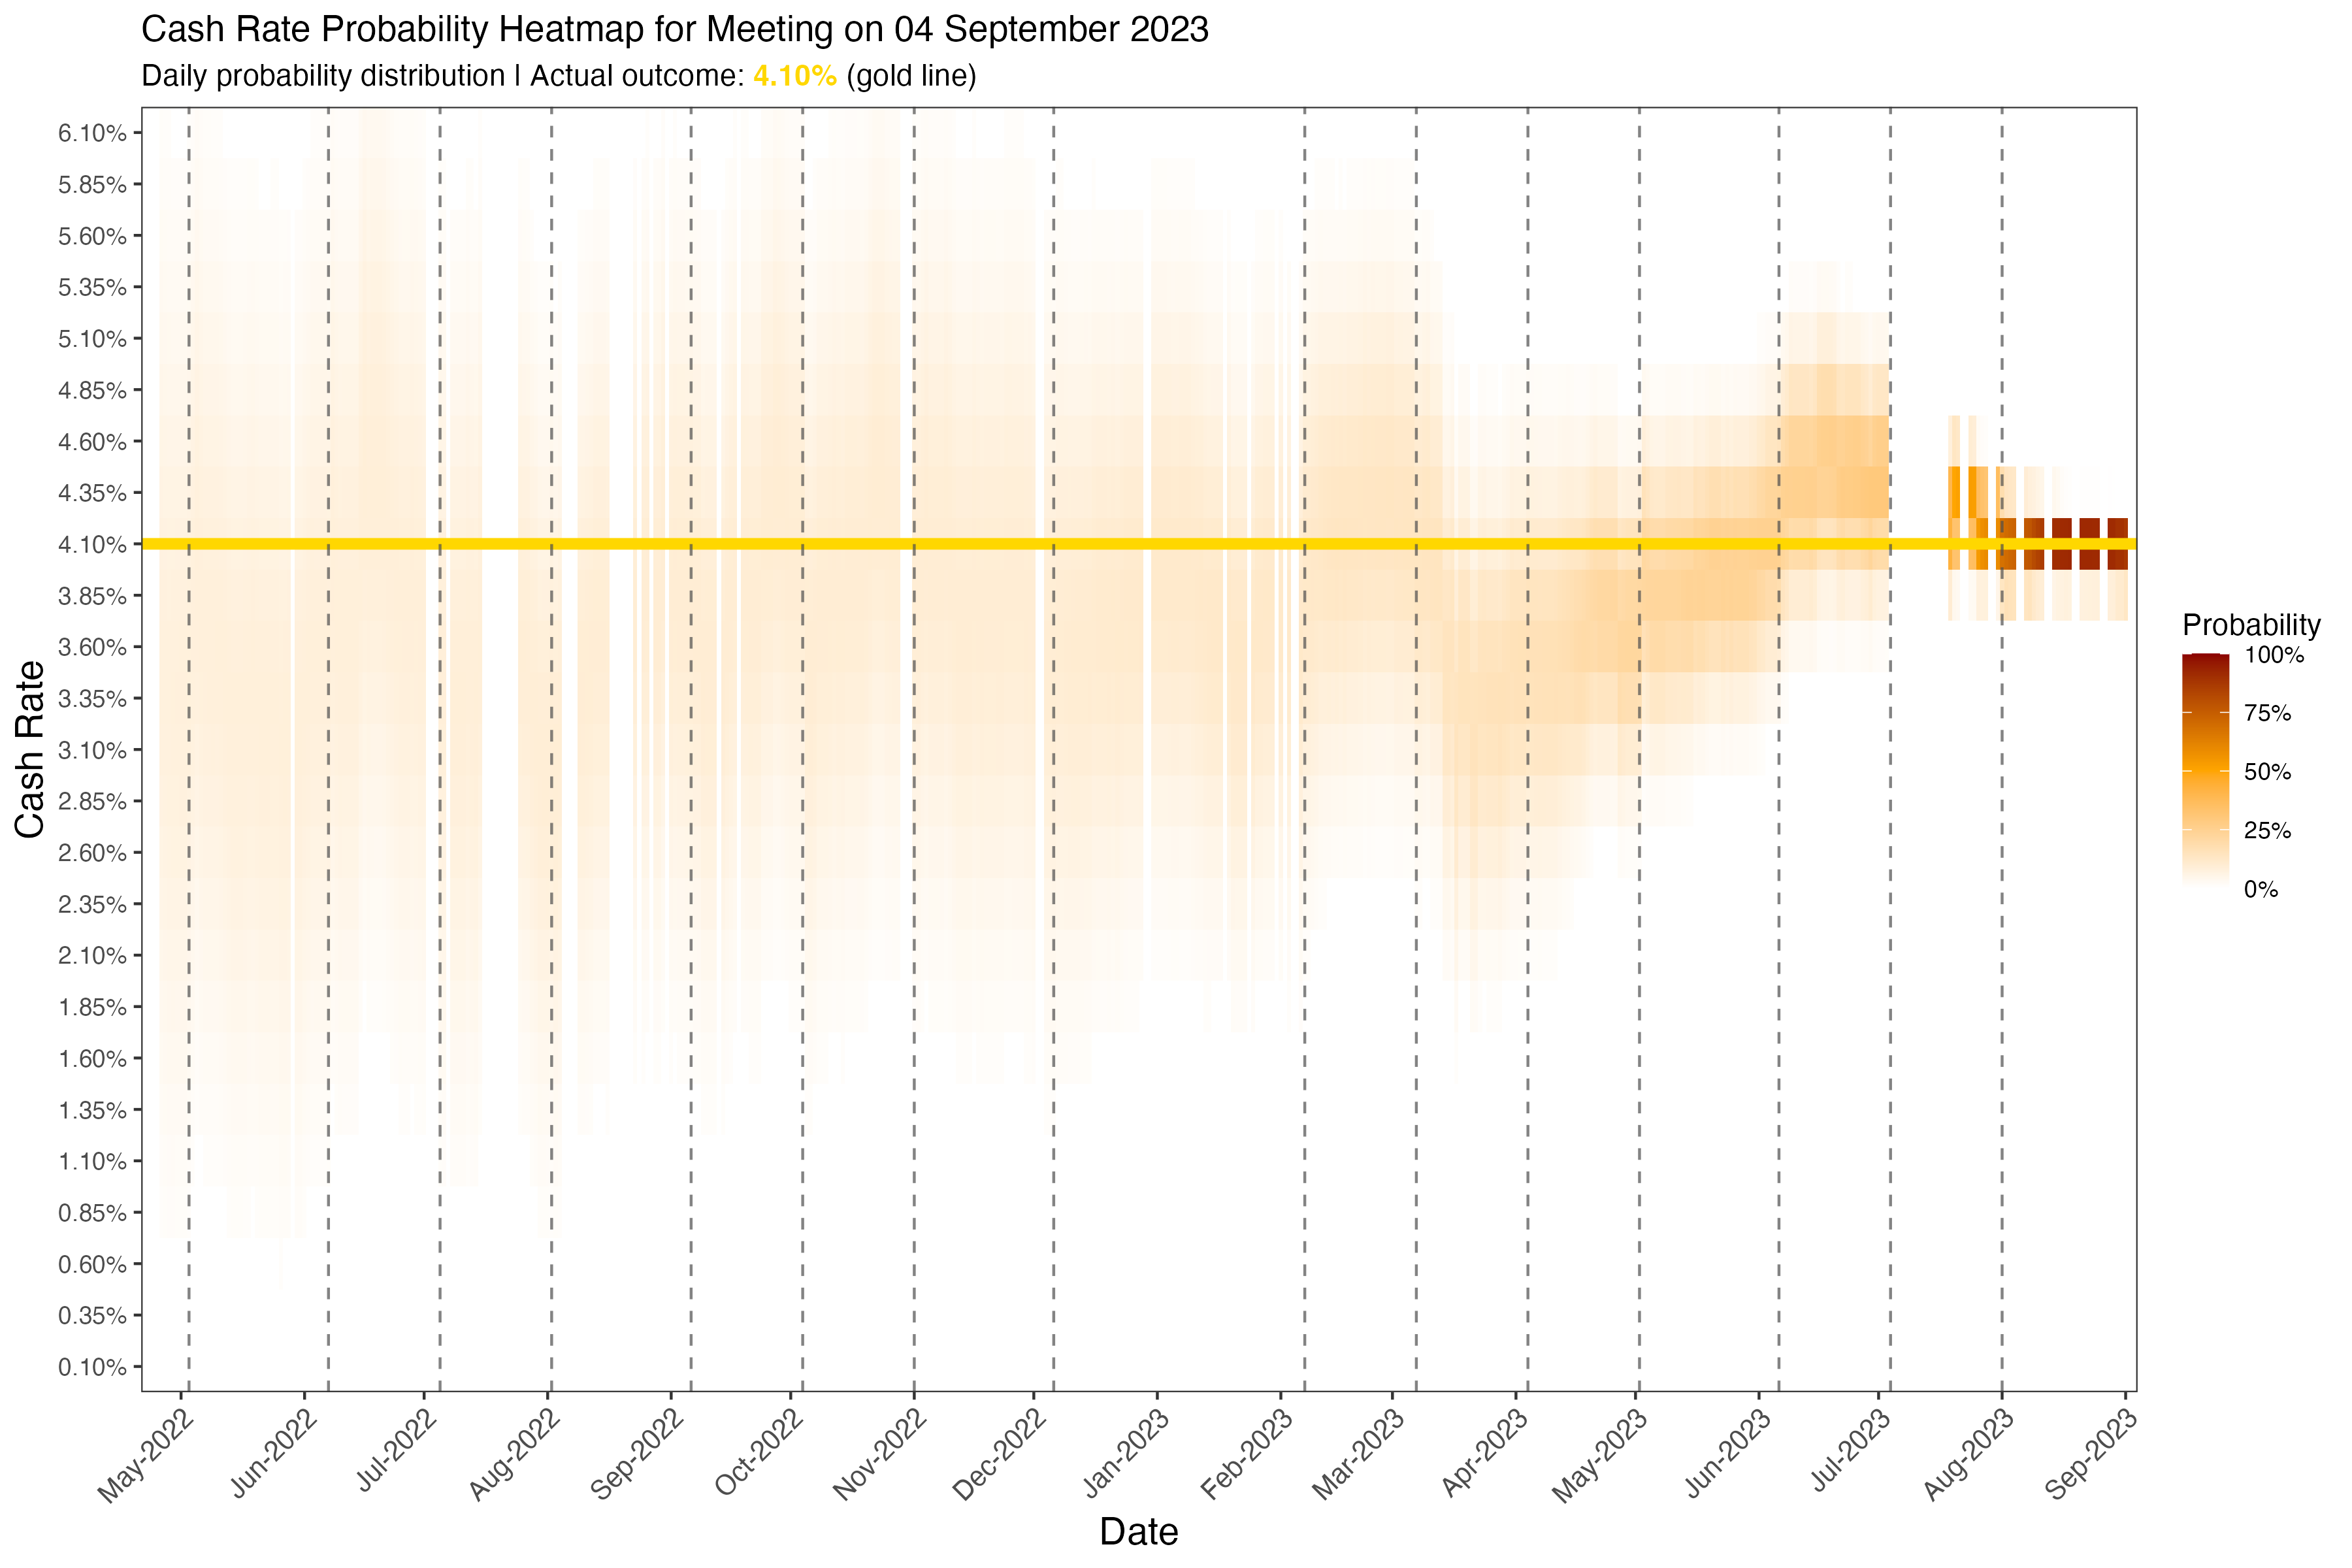 Cash Rate Probability Heatmap for Meeting on 04 September 2023
Daily probability distribution | Actual outcome: 4.10% (gold line)
6.10%
5.85%
5.60%
5.35%
5.10%
4.85%
4.60%
4.35%
4.10%
3.85%
3.60%
3.35%
3.10%
2.85%
2.60%
2.35%
2.10%
1.85%
1.60%
1.35%
1.10%
0.85%
0.60%
0.35%
0.10%
Cash Rate
May-2022
Jun-2022
Jul-2022
Aug-2022
Sep-2022
Oct-2022
Nov-2022
Dec-2022
Jan-2023
Feb-2023
Mar-2023
Apr-2023
May-2023
Jun-2023
Jul-2023
Aug-2023
Sep-2023
Date
Probability
100%
75%
50%
25%
0%